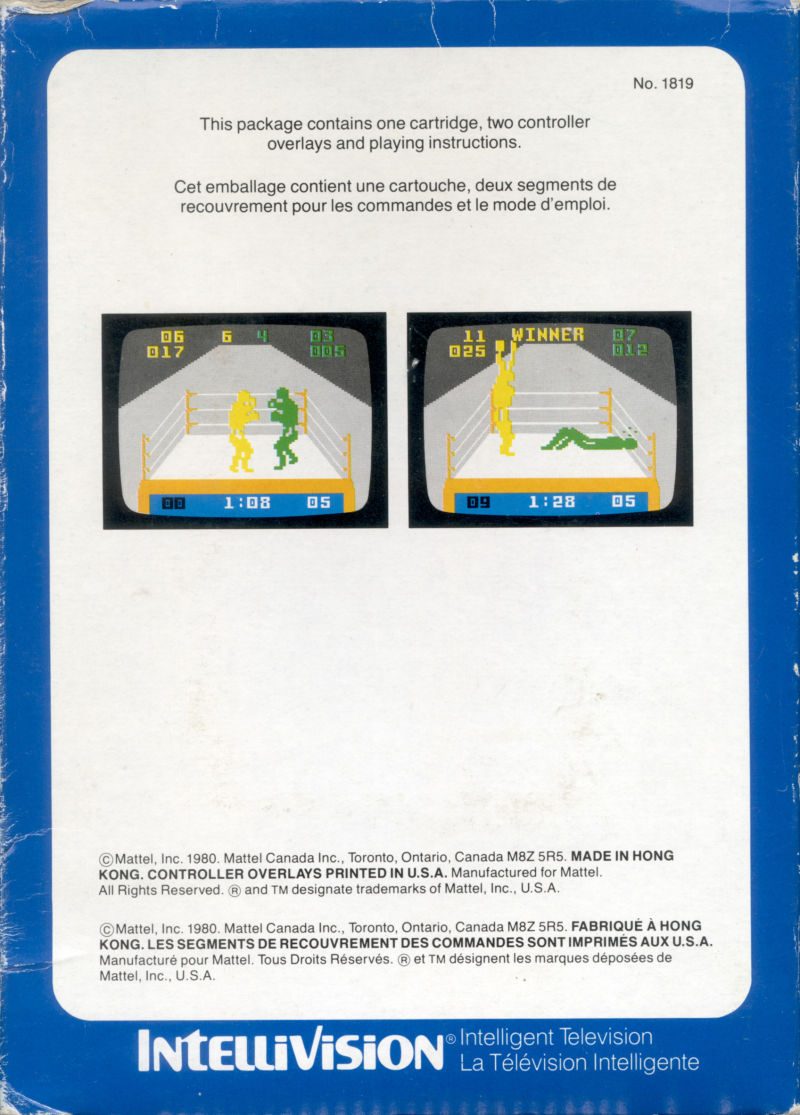 No. 1819
This package contains one cartridge, two controller
overlays and playing instructions.
Cet emballage contient une cartouche, deux segments de
recouvrement pour les commandes et le mode d'emploi.
06 6 4 03
017 005
00 1:08 05
11 WINNER 07
025 012
09 1:28 05
©Mattel, Inc. 1980. Mattel Canada Inc., Toronto, Ontario, Canada M8Z 5R5. MADE IN HONG
KONG. CONTROLLER OVERLAYS PRINTED IN U.S.A. Manufactured for Mattel.
All Rights Reserved. ® and TM designate trademarks of Mattel, Inc., U.S.A.
©Mattel, Inc. 1980. Mattel Canada Inc., Toronto, Ontario, Canada M8Z 5R5. FABRIQUÉ À HONG
KONG. LES SEGMENTS DE RECOUVREMENT DES COMMANDES SONT IMPRIMÉS AUX U.S.A.
Manufacturé pour Mattel. Tous Droits Réservés. ® et TM désignent les marques déposées de
Mattel, Inc., U.S.A.
INTELLIVISION® Intelligent Television
La Télévision Intelligente